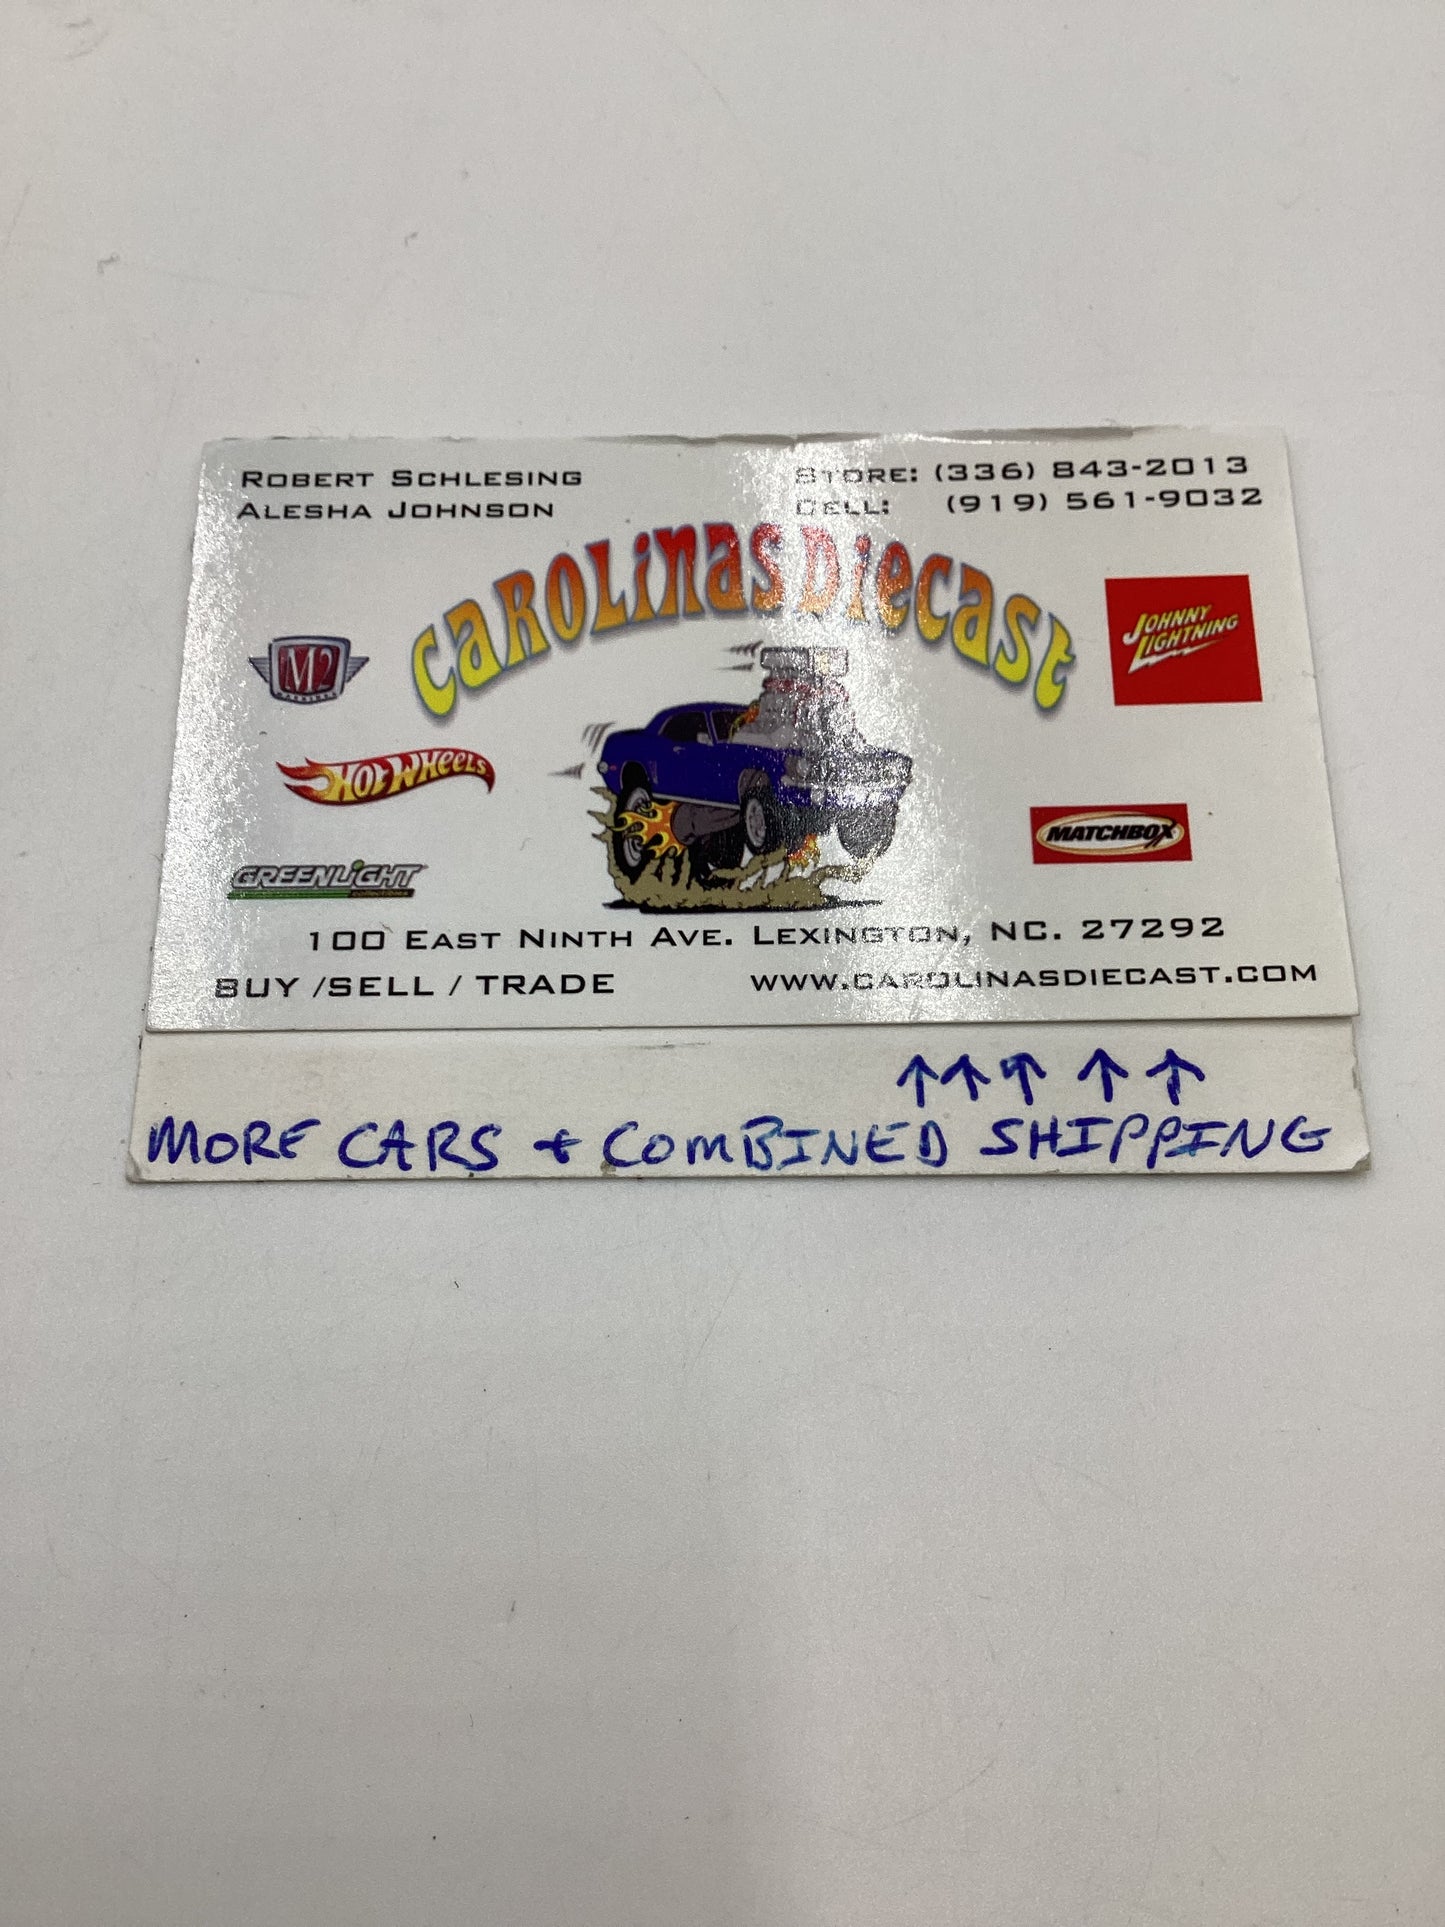 ROBERT SCHLESING
ALESHA JOHNSON
STORE: (336) 843-2013
CELL: (919) 561-9032
CAROLINAS DIECAST
M2
MACHINES
JOHNNY
LIGHTNING
HOT WHEELS
MATCHBOX
GREENLIGHT
100 EAST NINTH AVE. LEXINGTON, NC. 27292
BUY /SELL / TRADE
WWW.CAROLINASDIECAST.COM
↑↑↑ ↑ ↑
MORE CARS + COMBINED SHIPPING